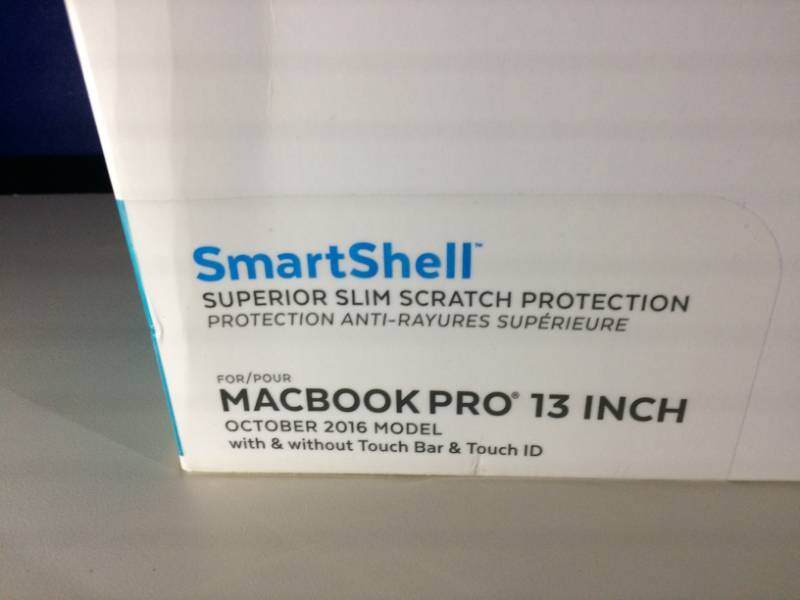 SmartShell™
SUPERIOR SLIM SCRATCH PROTECTION
PROTECTION ANTI-RAYURES SUPÉRIEURE
FOR/POUR
MACBOOK PRO® 13 INCH
OCTOBER 2016 MODEL
with & without Touch Bar & Touch ID